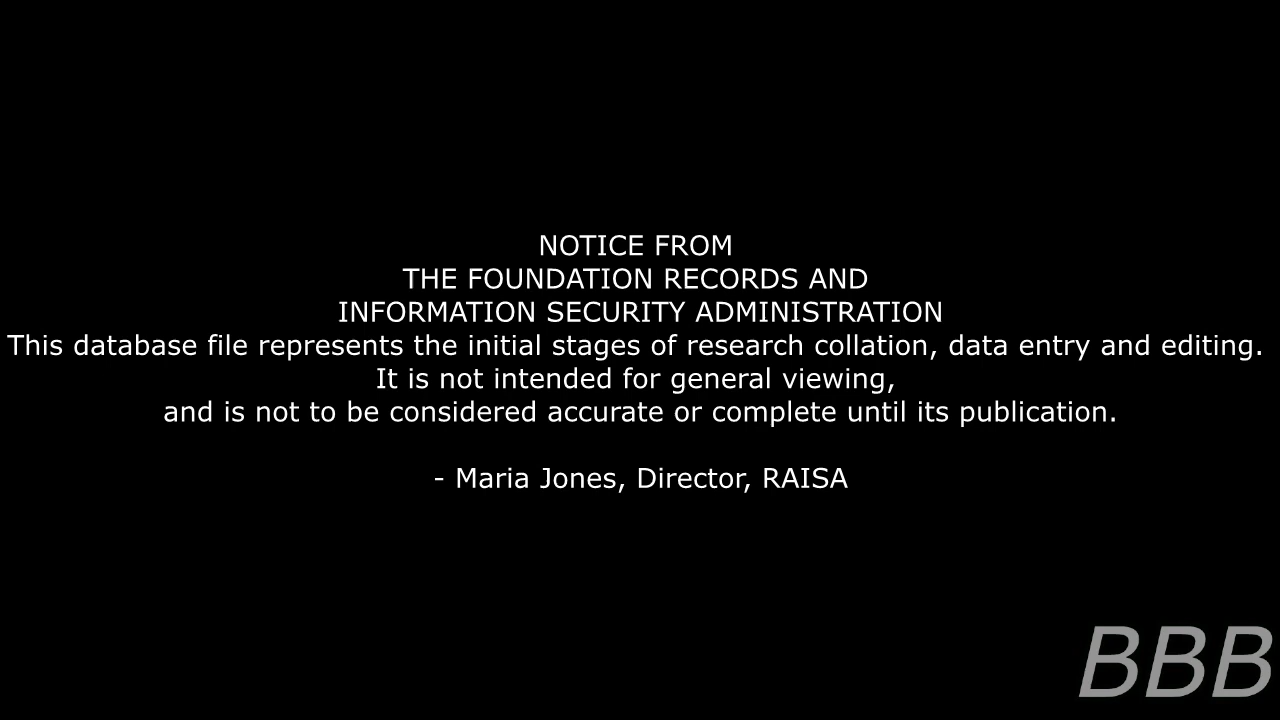 NOTICE FROM
THE FOUNDATION RECORDS AND
INFORMATION SECURITY ADMINISTRATION
This database file represents the initial stages of research collation, data entry and editing.
It is not intended for general viewing,
and is not to be considered accurate or complete until its publication.
- Maria Jones, Director, RAISA
BBB